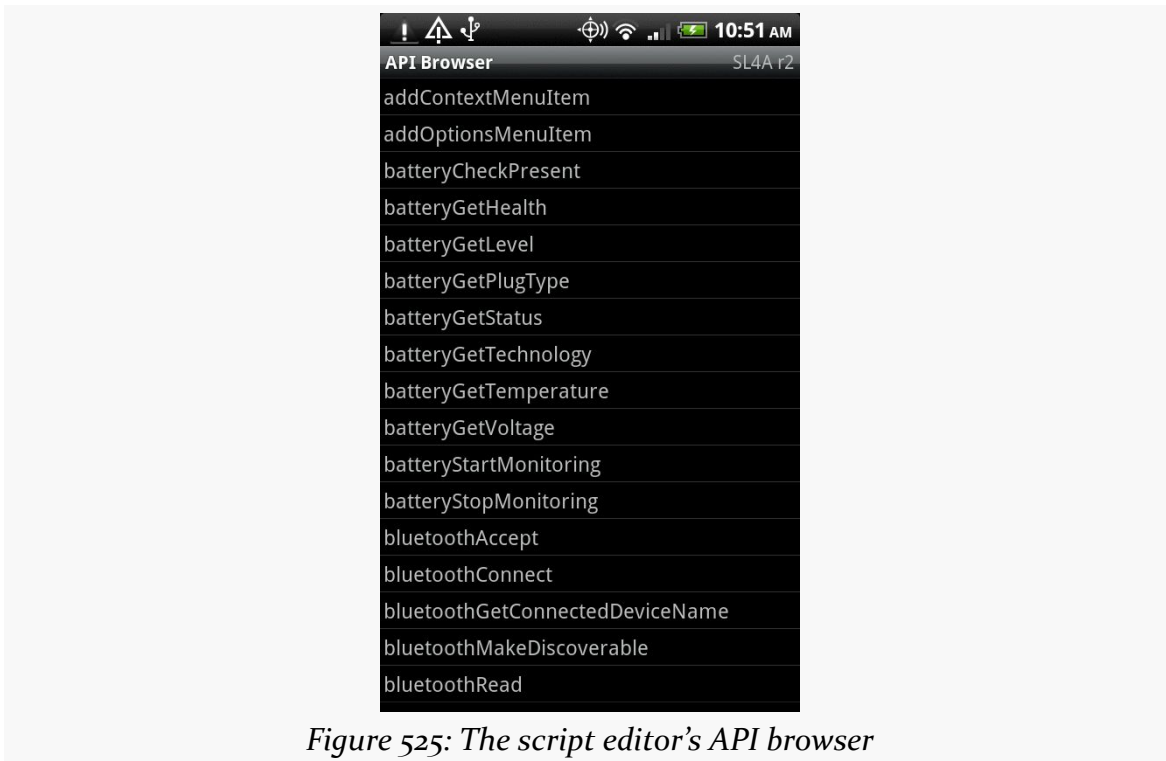 10:51 AM
API Browser SL4A r2
addContextMenuItem
addOptionsMenuItem
batteryCheckPresent
batteryGetHealth
batteryGetLevel
batteryGetPlugType
batteryGetStatus
batteryGetTechnology
batteryGetTemperature
batteryGetVoltage
batteryStartMonitoring
batteryStopMonitoring
bluetoothAccept
bluetoothConnect
bluetoothGetConnectedDeviceName
bluetoothMakeDiscoverable
bluetoothRead
Figure 525: The script editor’s API browser